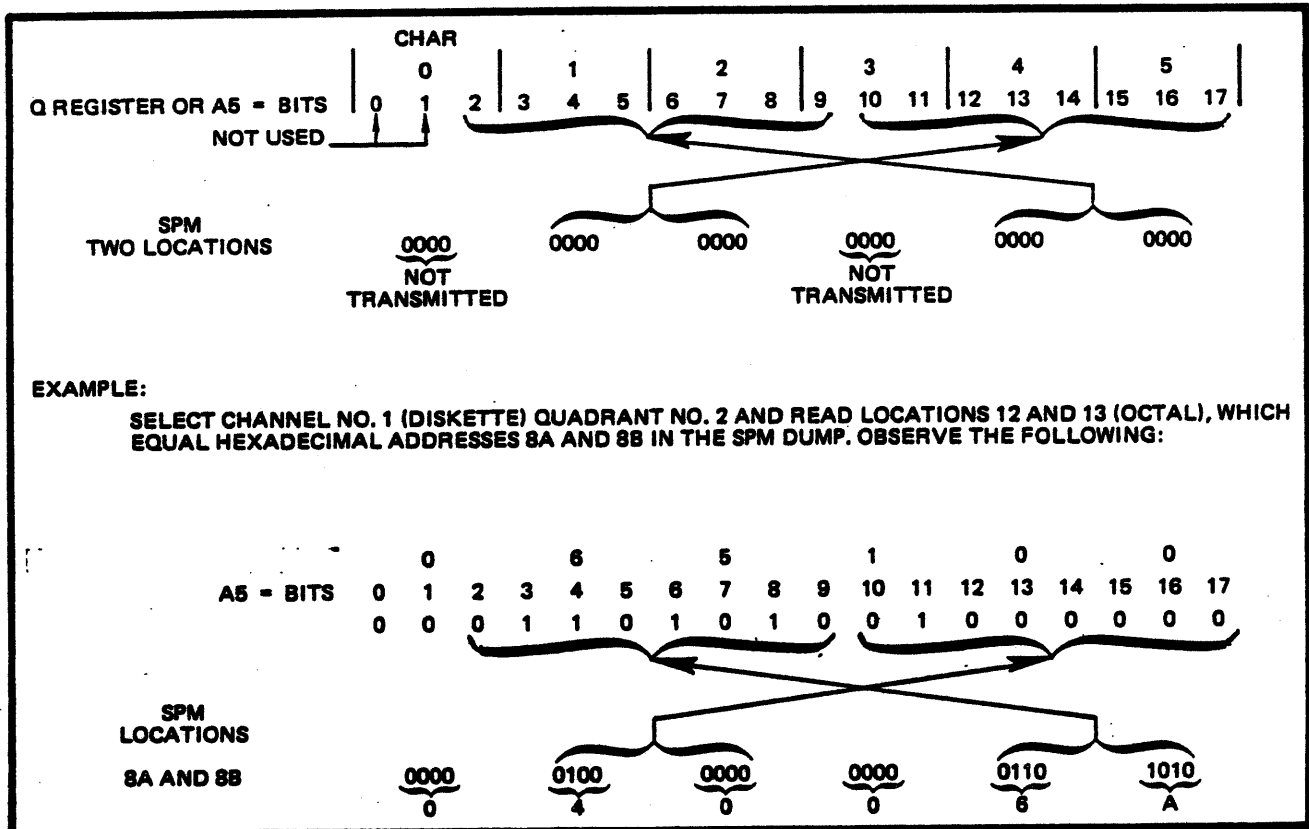 CHAR
0 1 2 3 4 5
Q REGISTER OR A5 = BITS 0 1 2 3 4 5 6 7 8 9 10 11 12 13 14 15 16 17
NOT USED
SPM
TWO LOCATIONS 0000 0000 0000 0000 0000 0000
NOT TRANSMITTED
NOT TRANSMITTED
EXAMPLE:
SELECT CHANNEL NO. 1 (DISKETTE) QUADRANT NO. 2 AND READ LOCATIONS 12 AND 13 (OCTAL), WHICH
EQUAL HEXADECIMAL ADDRESSES 8A AND 8B IN THE SPM DUMP. OBSERVE THE FOLLOWING:
0 6 5 1 0 0
A5 = BITS 0 1 2 3 4 5 6 7 8 9 10 11 12 13 14 15 16 17
0 0 0 1 1 0 1 0 1 0 0 1 0 0 0 0 0 0
SPM
LOCATIONS
8A AND 8B 0000 0100 0000 0000 0110 1010
0 4 0 0 6 A